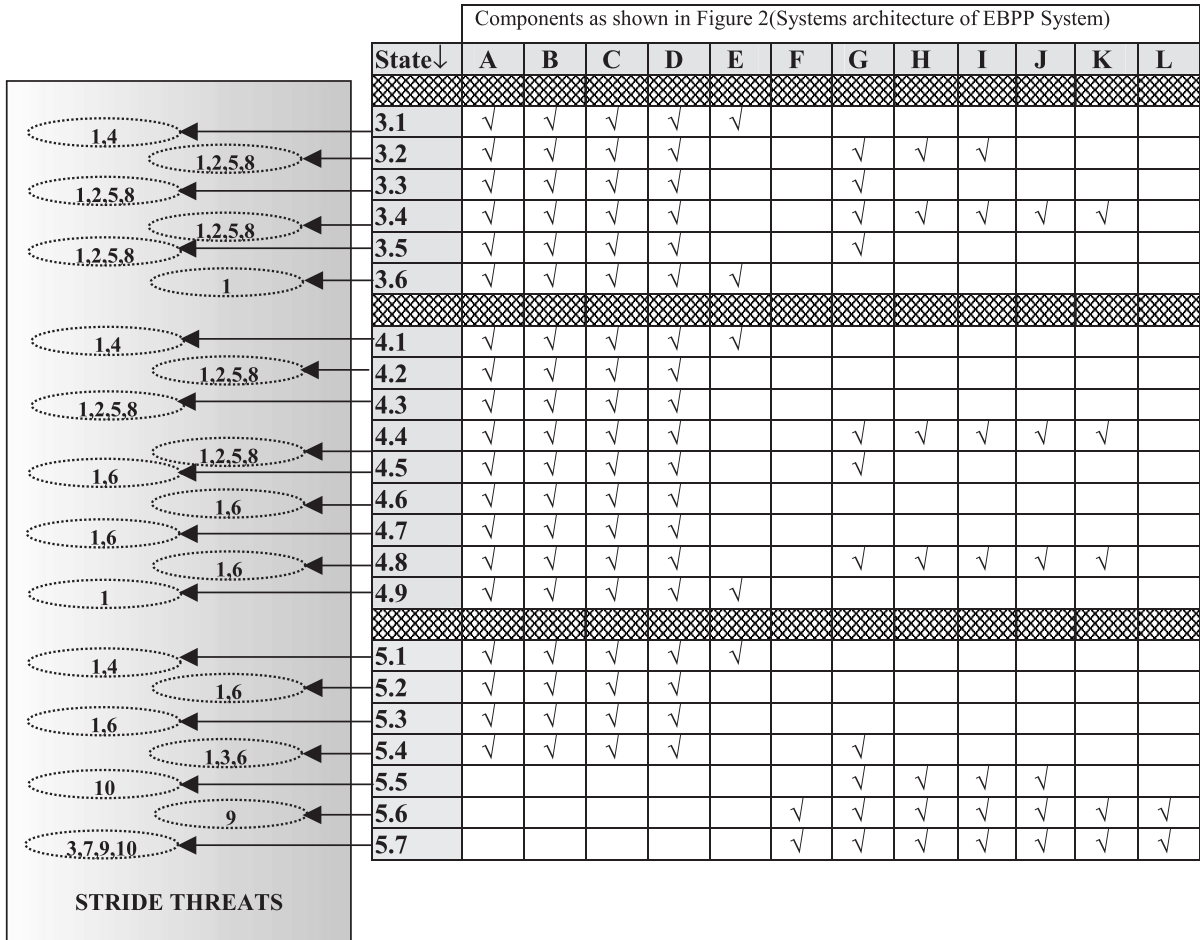 Components as shown in Figure 2(Systems architecture of EBPP System)
State↓ A B C D E F G H I J K L
1,4 3.1 √ √ √ √ √
1,2,5,8 3.2 √ √ √ √ √ √ √
1,2,5,8 3.3 √ √ √ √ √
1,2,5,8 3.4 √ √ √ √ √ √ √ √ √
1,2,5,8 3.5 √ √ √ √ √
1 3.6 √ √ √ √ √
1,4 4.1 √ √ √ √ √
1,2,5,8 4.2 √ √ √ √
1,2,5,8 4.3 √ √ √ √
1,2,5,8 4.4 √ √ √ √ √ √ √ √ √
1,6 4.5 √ √ √ √ √
1,6 4.6 √ √ √ √
1,6 4.7 √ √ √ √
1,6 4.8 √ √ √ √ √ √ √ √ √
1 4.9 √ √ √ √ √
1,4 5.1 √ √ √ √ √
1,6 5.2 √ √ √ √
1,6 5.3 √ √ √ √
1,3,6 5.4 √ √ √ √ √
10 5.5 √ √ √ √
9 5.6 √ √ √ √ √ √ √
3,7,9,10 5.7 √ √ √ √ √ √ √
STRIDE THREATS